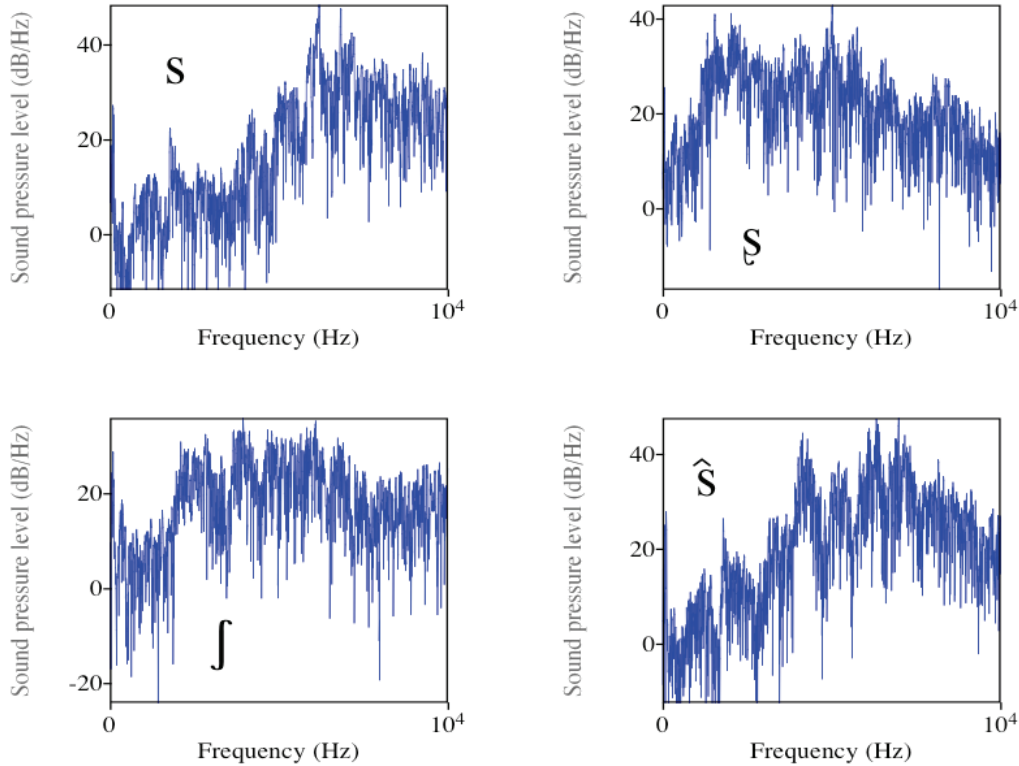 Sound pressure level (dB/Hz)
40
20
0
s
0
10⁴
Frequency (Hz)
Sound pressure level (dB/Hz)
40
20
0
ʂ
0
10⁴
Frequency (Hz)
Sound pressure level (dB/Hz)
20
0
-20
ʃ
0
10⁴
Frequency (Hz)
Sound pressure level (dB/Hz)
40
20
0
ŝ
0
10⁴
Frequency (Hz)